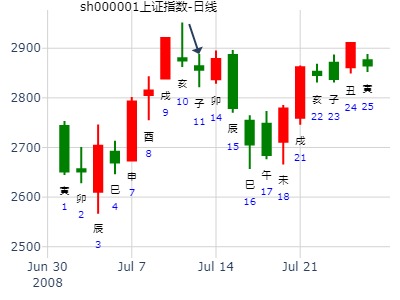 sh000001上证指数-日线
2900
2800
2700
2600
2500
寅
1
卯
2
辰
3
巳
4
申
7
酉
8
戌
9
亥
10
子
11
卯
14
辰
15
巳
16
午
17
未
18
戌
21
亥
22
子
23
丑
24
寅
25
Jun 30
2008
Jul 7
Jul 14
Jul 21